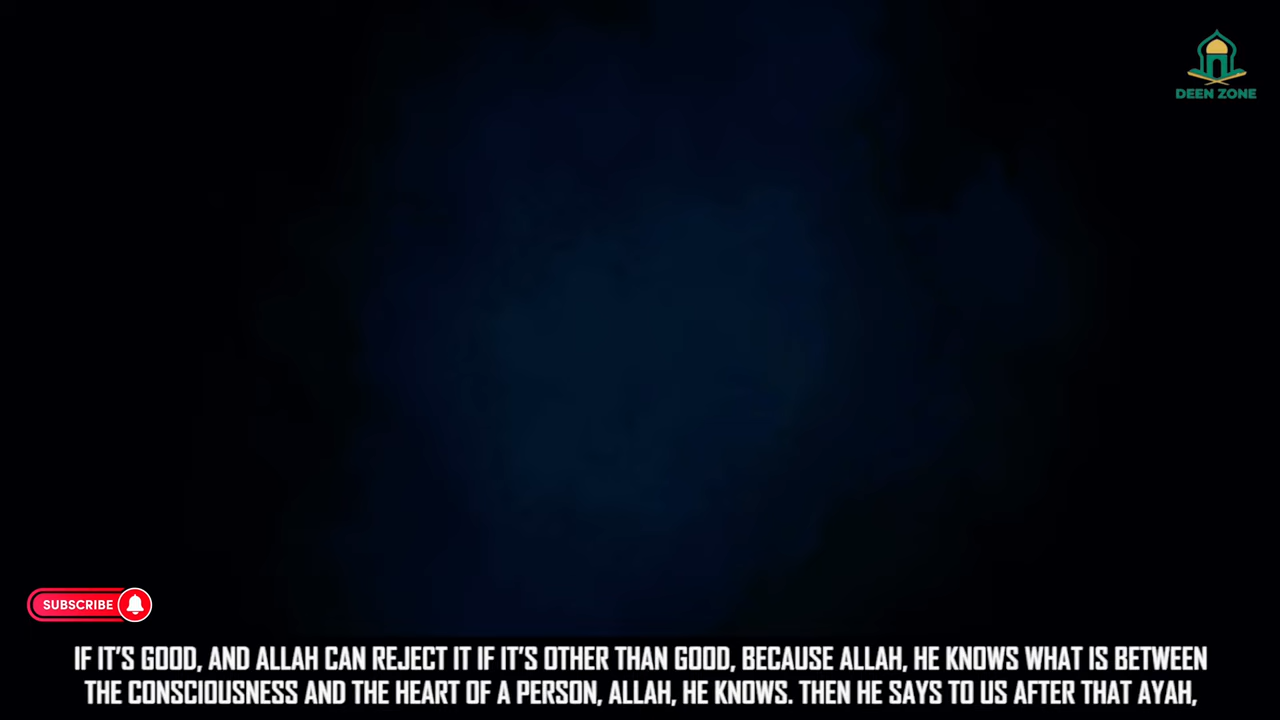 DEEN ZONE
SUBSCRIBE
IF IT'S GOOD, AND ALLAH CAN REJECT IT IF IT'S OTHER THAN GOOD, BECAUSE ALLAH, HE KNOWS WHAT IS BETWEEN
THE CONSCIOUSNESS AND THE HEART OF A PERSON, ALLAH, HE KNOWS. THEN HE SAYS TO US AFTER THAT AYAH,